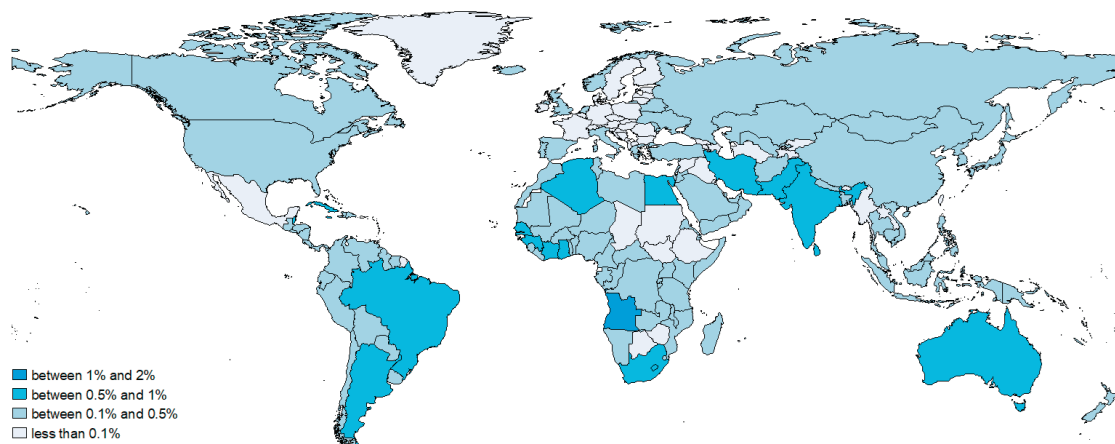 between 1% and 2%
between 0.5% and 1%
between 0.1% and 0.5%
less than 0.1%